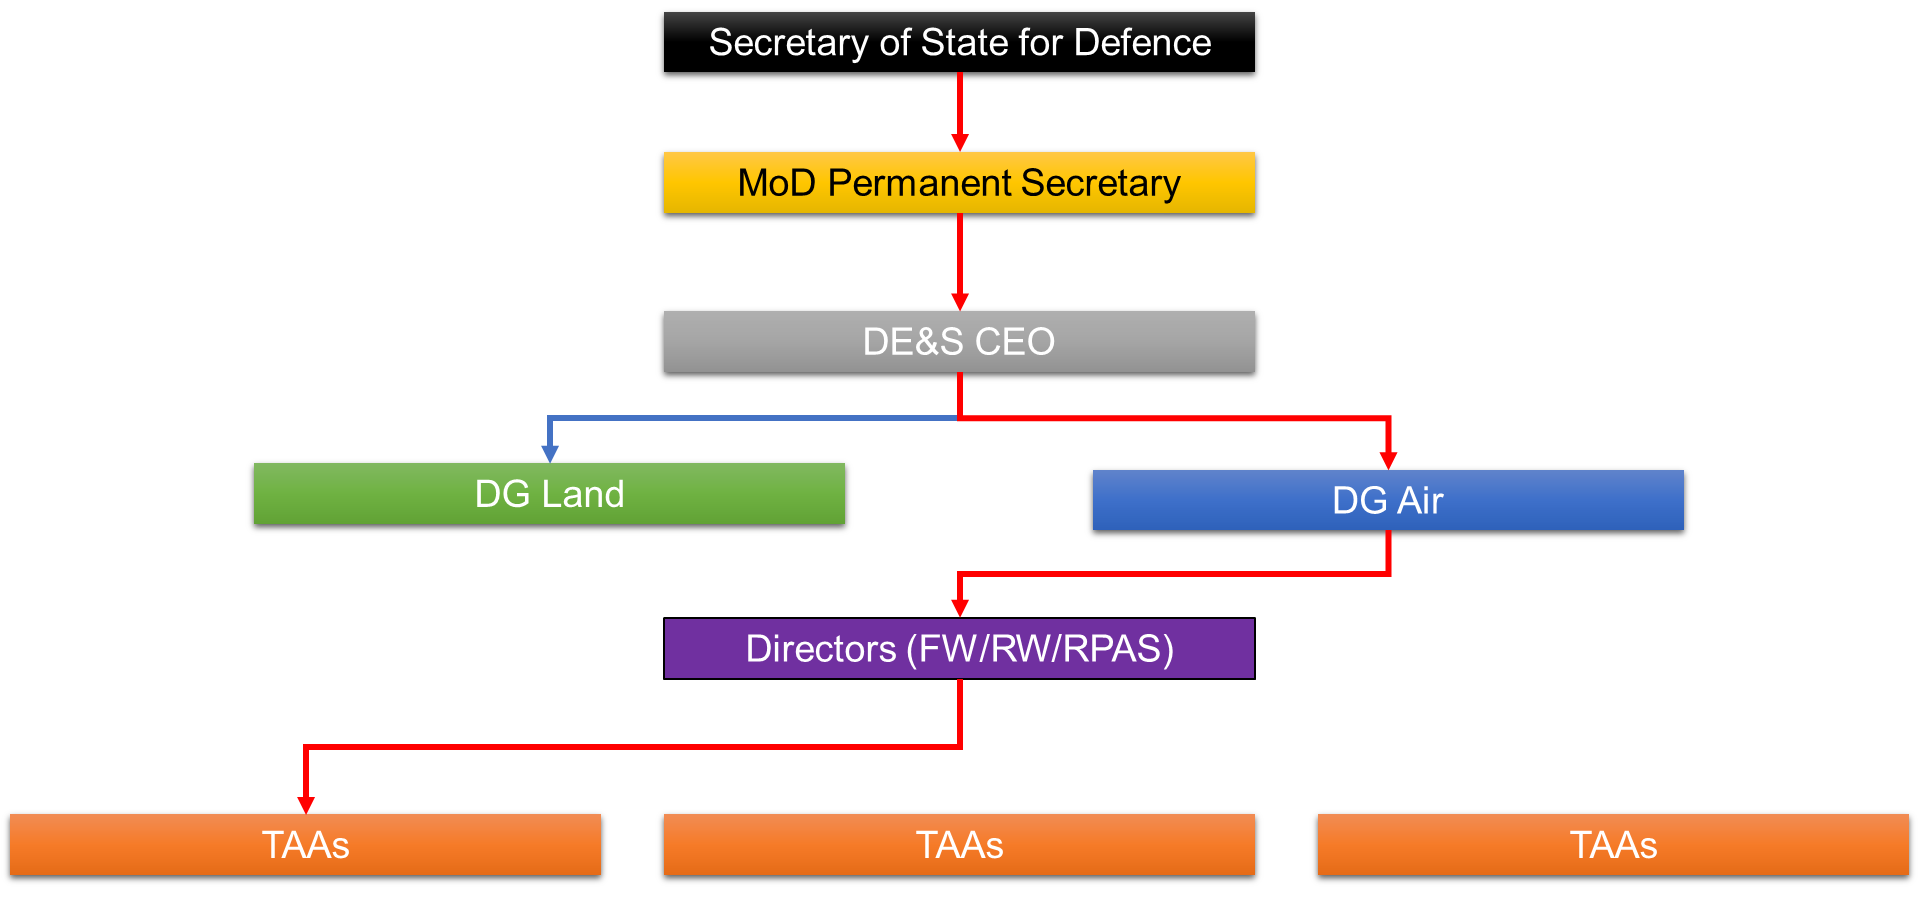 Secretary of State for Defence
MoD Permanent Secretary
DE&S CEO
DG Land
DG Air
Directors (FW/RW/RPAS)
TAAs
TAAs
TAAs